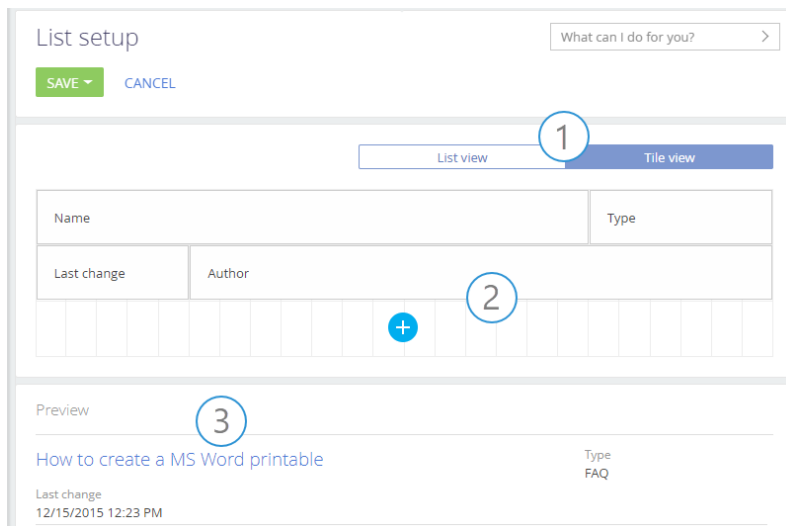 List setup
What can I do for you?
SAVE
CANCEL
1
List view
Tile view
Name
Type
Last change
Author
2
Preview
3
How to create a MS Word printable
Type
FAQ
Last change
12/15/2015 12:23 PM